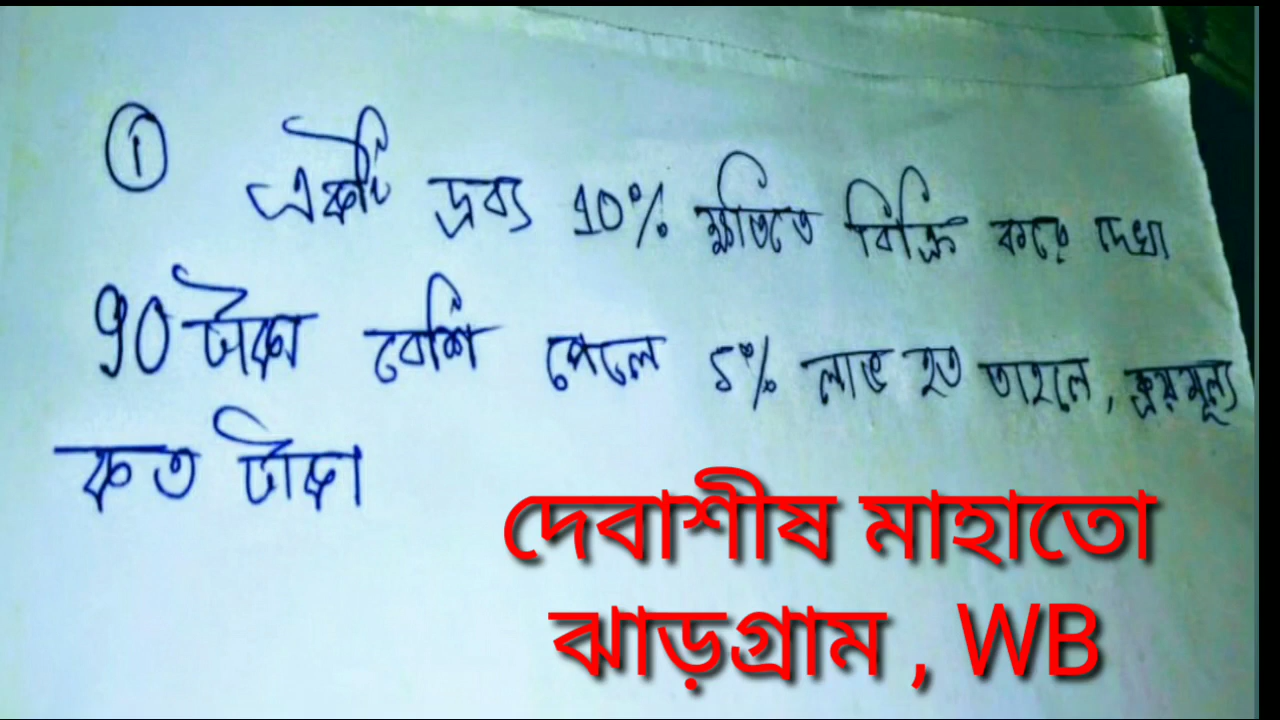 ① একটি দ্রব্য 10% ক্ষতিতে বিক্রি করে দেখা
90 টাকা বেশি পেলে 5% লাভ হত তাহলে, ক্রয়মূল্য
কত টাকা
দেবাশীষ মাহাতো
ঝাড়গ্রাম , WB